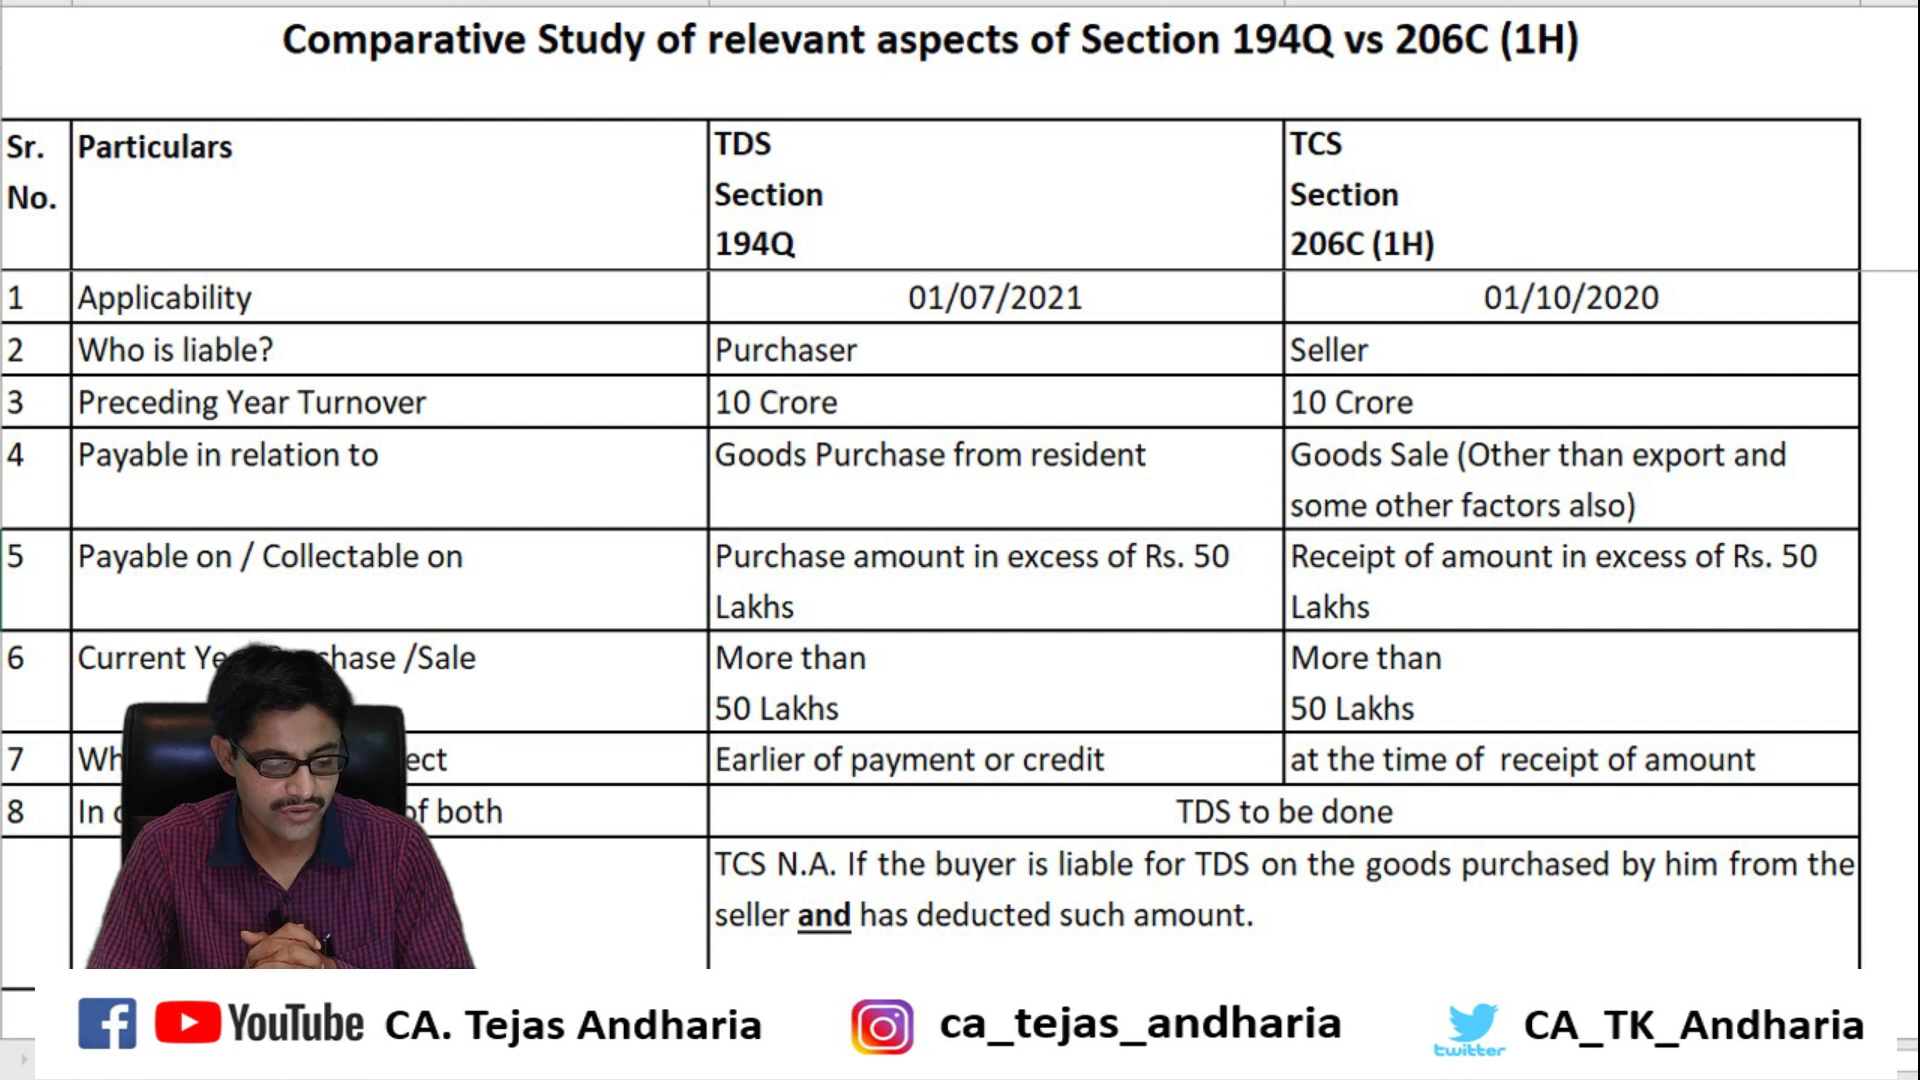 Comparative Study of relevant aspects of Section 194Q vs 206C (1H)
Sr. No.
Particulars
TDS
Section
194Q
TCS
Section
206C (1H)
1
Applicability
01/07/2021
01/10/2020
2
Who is liable?
Purchaser
Seller
3
Preceding Year Turnover
10 Crore
10 Crore
4
Payable in relation to
Goods Purchase from resident
Goods Sale (Other than export and
some other factors also)
5
Payable on / Collectable on
Purchase amount in excess of Rs. 50
Lakhs
Receipt of amount in excess of Rs. 50
Lakhs
6
Current /Sale
More than
50 Lakhs
More than
50 Lakhs
7
Earlier of payment or credit
at the time of receipt of amount
8
In of both
TDS to be done
TCS N.A. If the buyer is liable for TDS on the goods purchased by him from the
seller and has deducted such amount.
f
YouTube CA. Tejas Andharia
ca_tejas_andharia
twitter
CA_TK_Andharia